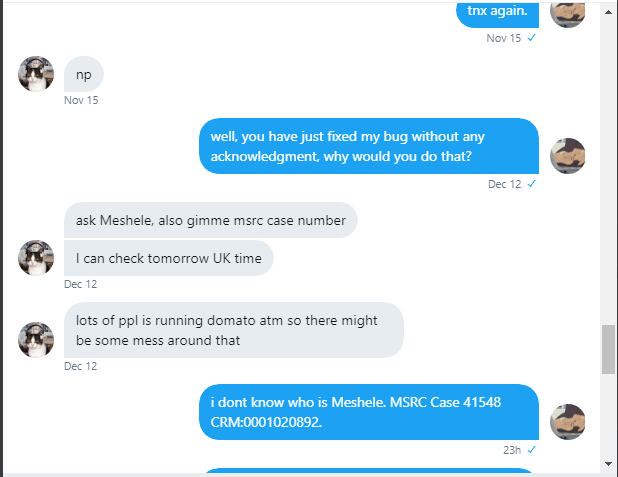 tnx again.
Nov 15 ✓
np
Nov 15
well, you have just fixed my bug without any
acknowledgment, why would you do that?
Dec 12 ✓
ask Meshele, also gimme msrc case number
I can check tomorrow UK time
Dec 12
lots of ppl is running domato atm so there might
be some mess around that
Dec 12
i dont know who is Meshele. MSRC Case 41548
CRM:0001020892.
23h ✓